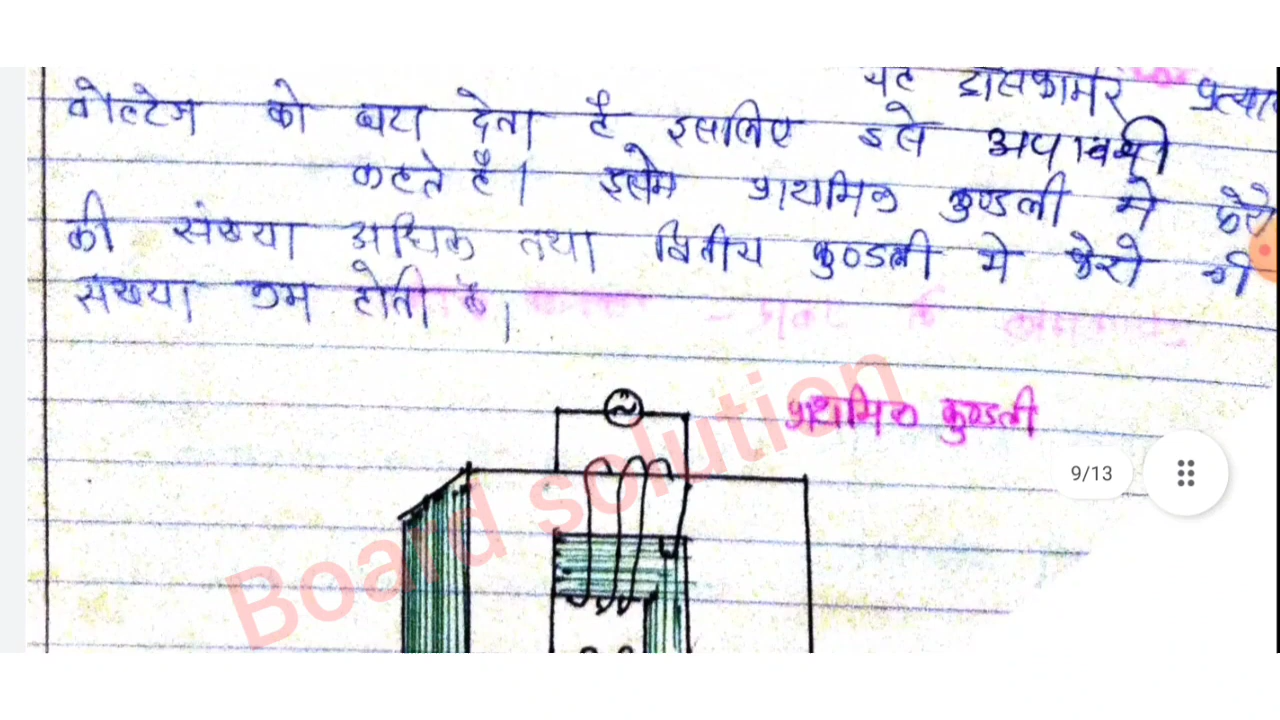 यह ट्रांसफार्मर
वोल्टेज को घटा देता है इसलिए इसे अपचायी
कहते है। इसमे प्राथमिक कुण्डली मे फेरो
की संख्या अधिक तथा द्वितीय कुण्डली मे फेरो की
संख्या कम होती है।
प्राथमिक कुण्डली
Board solution
9/13